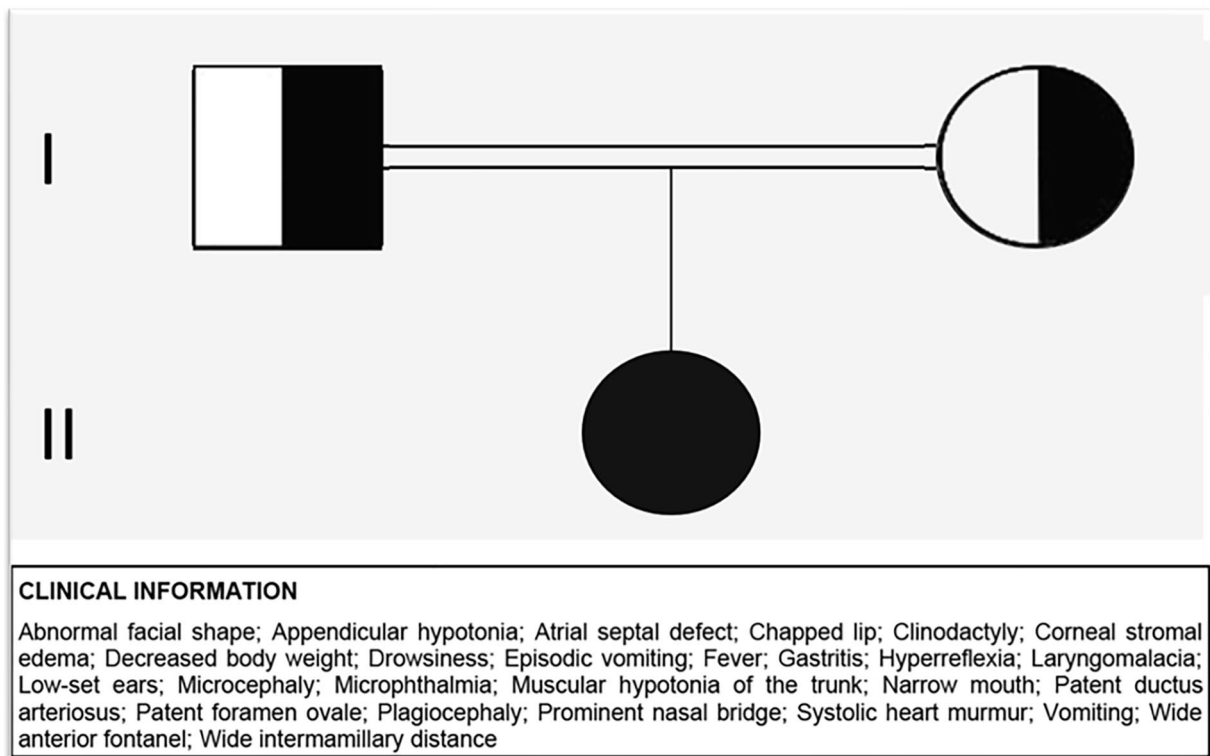 I
II
CLINICAL INFORMATION
Abnormal facial shape; Appendicular hypotonia; Atrial septal defect; Chapped lip; Clinodactyly; Corneal stromal
edema; Decreased body weight; Drowsiness; Episodic vomiting; Fever; Gastritis; Hyperreflexia; Laryngomalacia;
Low-set ears; Microcephaly; Microphthalmia; Muscular hypotonia of the trunk; Narrow mouth; Patent ductus
arteriosus; Patent foramen ovale; Plagiocephaly; Prominent nasal bridge; Systolic heart murmur; Vomiting; Wide
anterior fontanel; Wide intermamillary distance